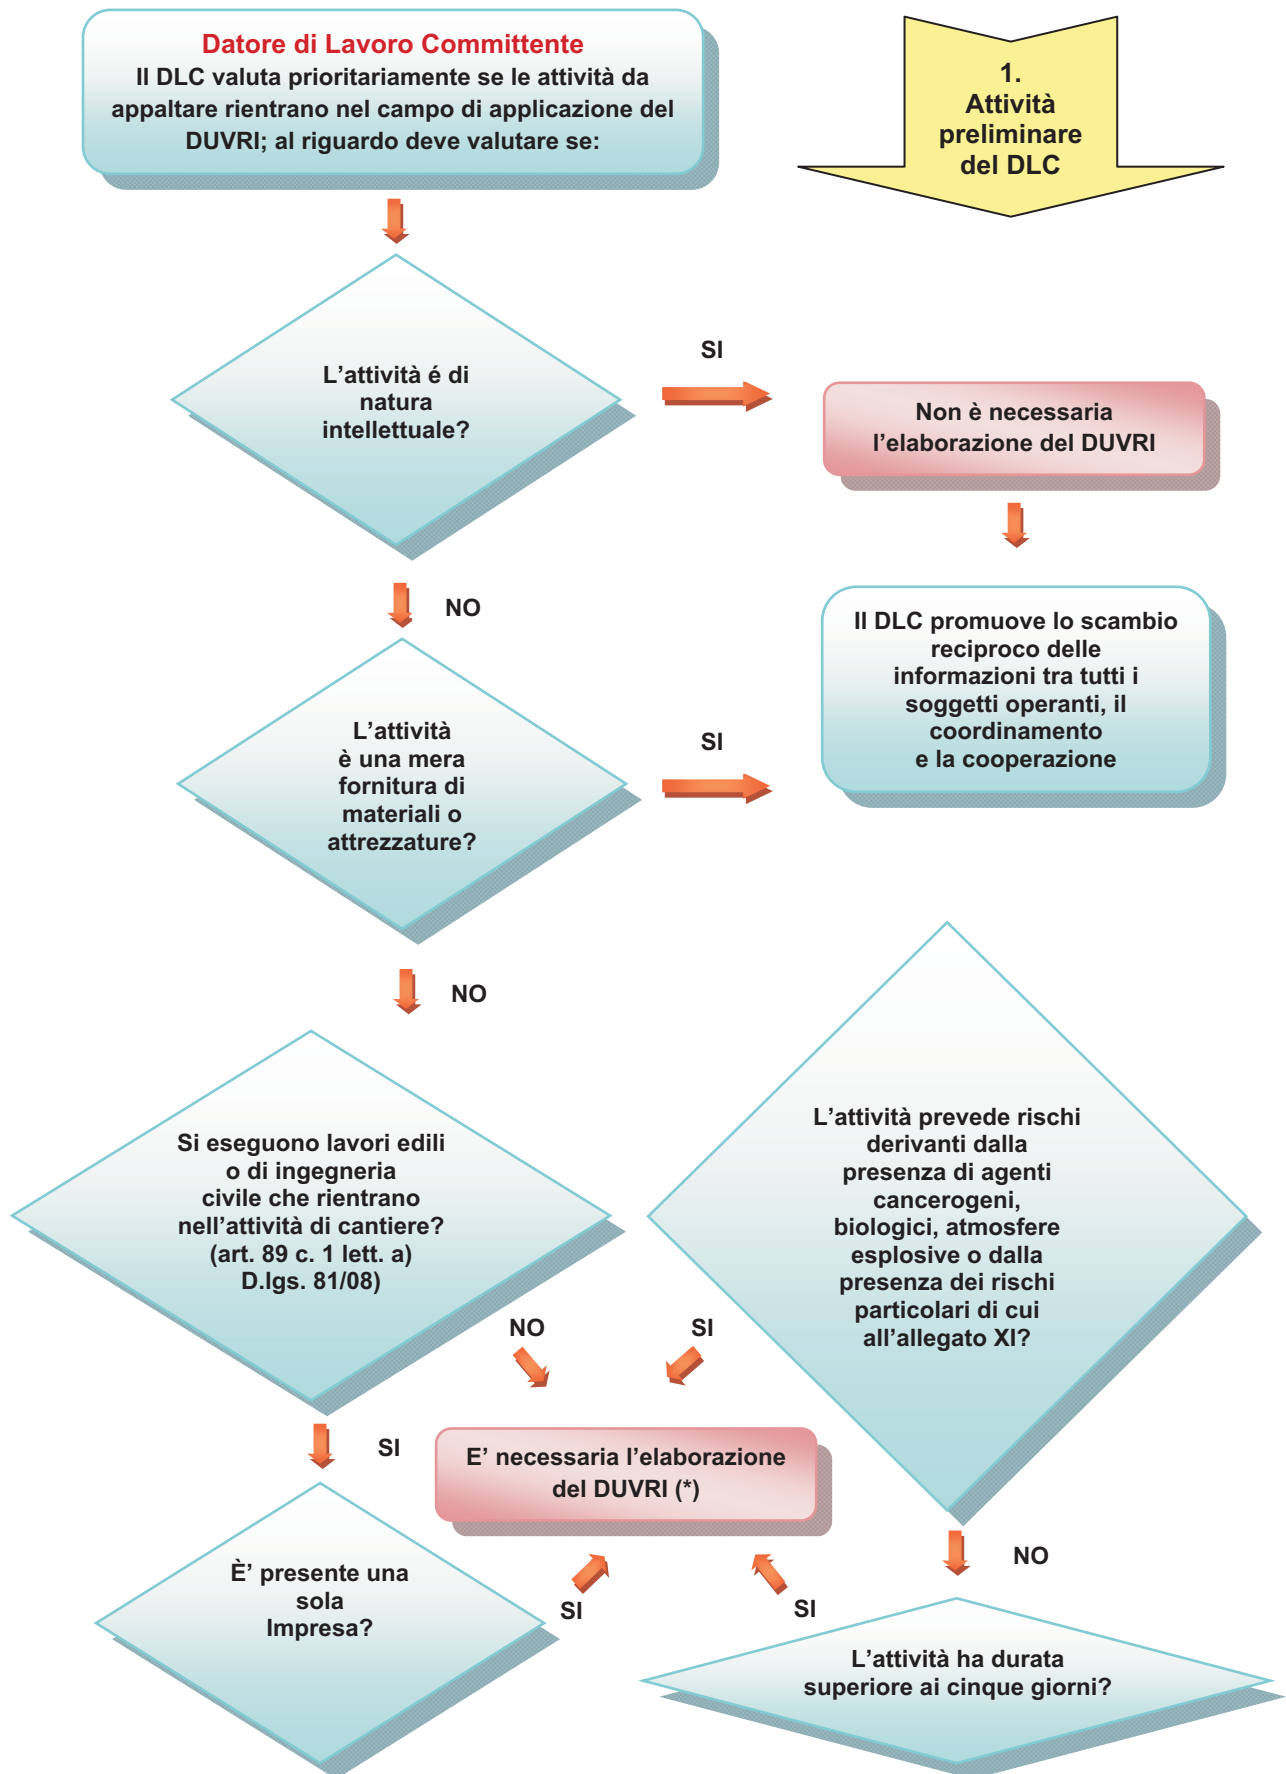 Datore di Lavoro Committente
Il DLC valuta prioritariamente se le attività da
appaltare rientrano nel campo di applicazione del
DUVRI; al riguardo deve valutare se:
1.
Attività
preliminare
del DLC
L’attività é di
natura
intellettuale?
SI
Non è necessaria
l’elaborazione del DUVRI
NO
Il DLC promuove lo scambio
reciproco delle
informazioni tra tutti i
soggetti operanti, il
coordinamento
e la cooperazione
L’attività
è una mera
fornitura di
materiali o
attrezzature?
SI
NO
Si eseguono lavori edili
o di ingegneria
civile che rientrano
nell’attività di cantiere?
(art. 89 c. 1 lett. a)
D.lgs. 81/08)
L’attività prevede rischi
derivanti dalla
presenza di agenti
cancerogeni,
biologici, atmosfere
esplosive o dalla
presenza dei rischi
particolari di cui
all’allegato XI?
NO
SI
SI
E’ necessaria l’elaborazione
del DUVRI (*)
NO
È’ presente una
sola
Impresa?
SI
SI
L’attività ha durata
superiore ai cinque giorni?